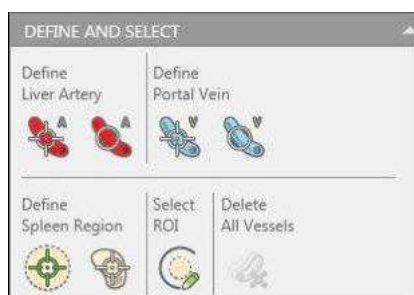 DEFINE AND SELECT
Define
Liver Artery
Define
Portal Vein
A
A
V
V
Define
Spleen Region
Select
ROI
Delete
All Vessels